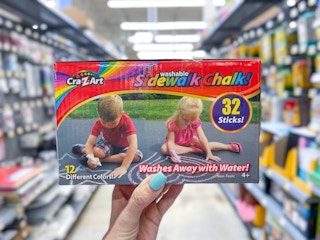 Cra-Z-Art
washable
Sidewalk Chalk!
32
Sticks!
12
Different Colors!
Washes Away with Water!
4+